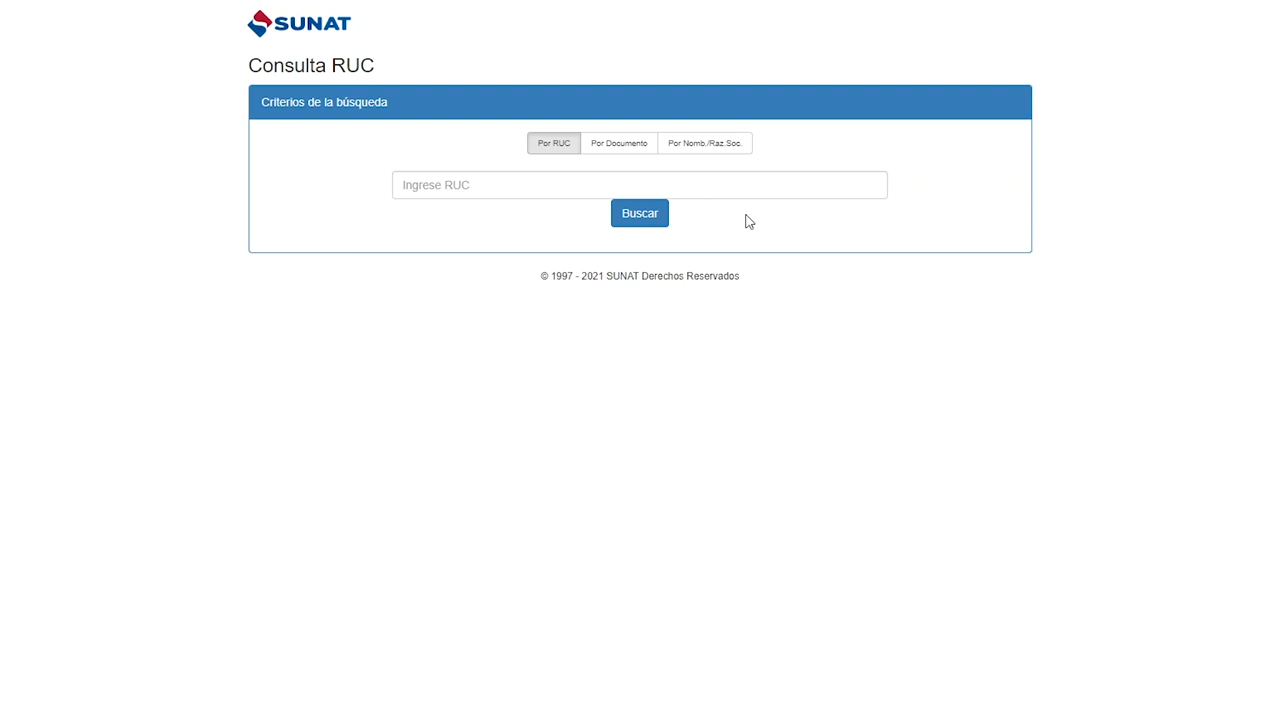 SUNAT
Consulta RUC
Criterios de la búsqueda
Por RUC Por Documento Por Nomb./Raz.Soc.
Ingrese RUC
Buscar
© 1997 - 2021 SUNAT Derechos Reservados